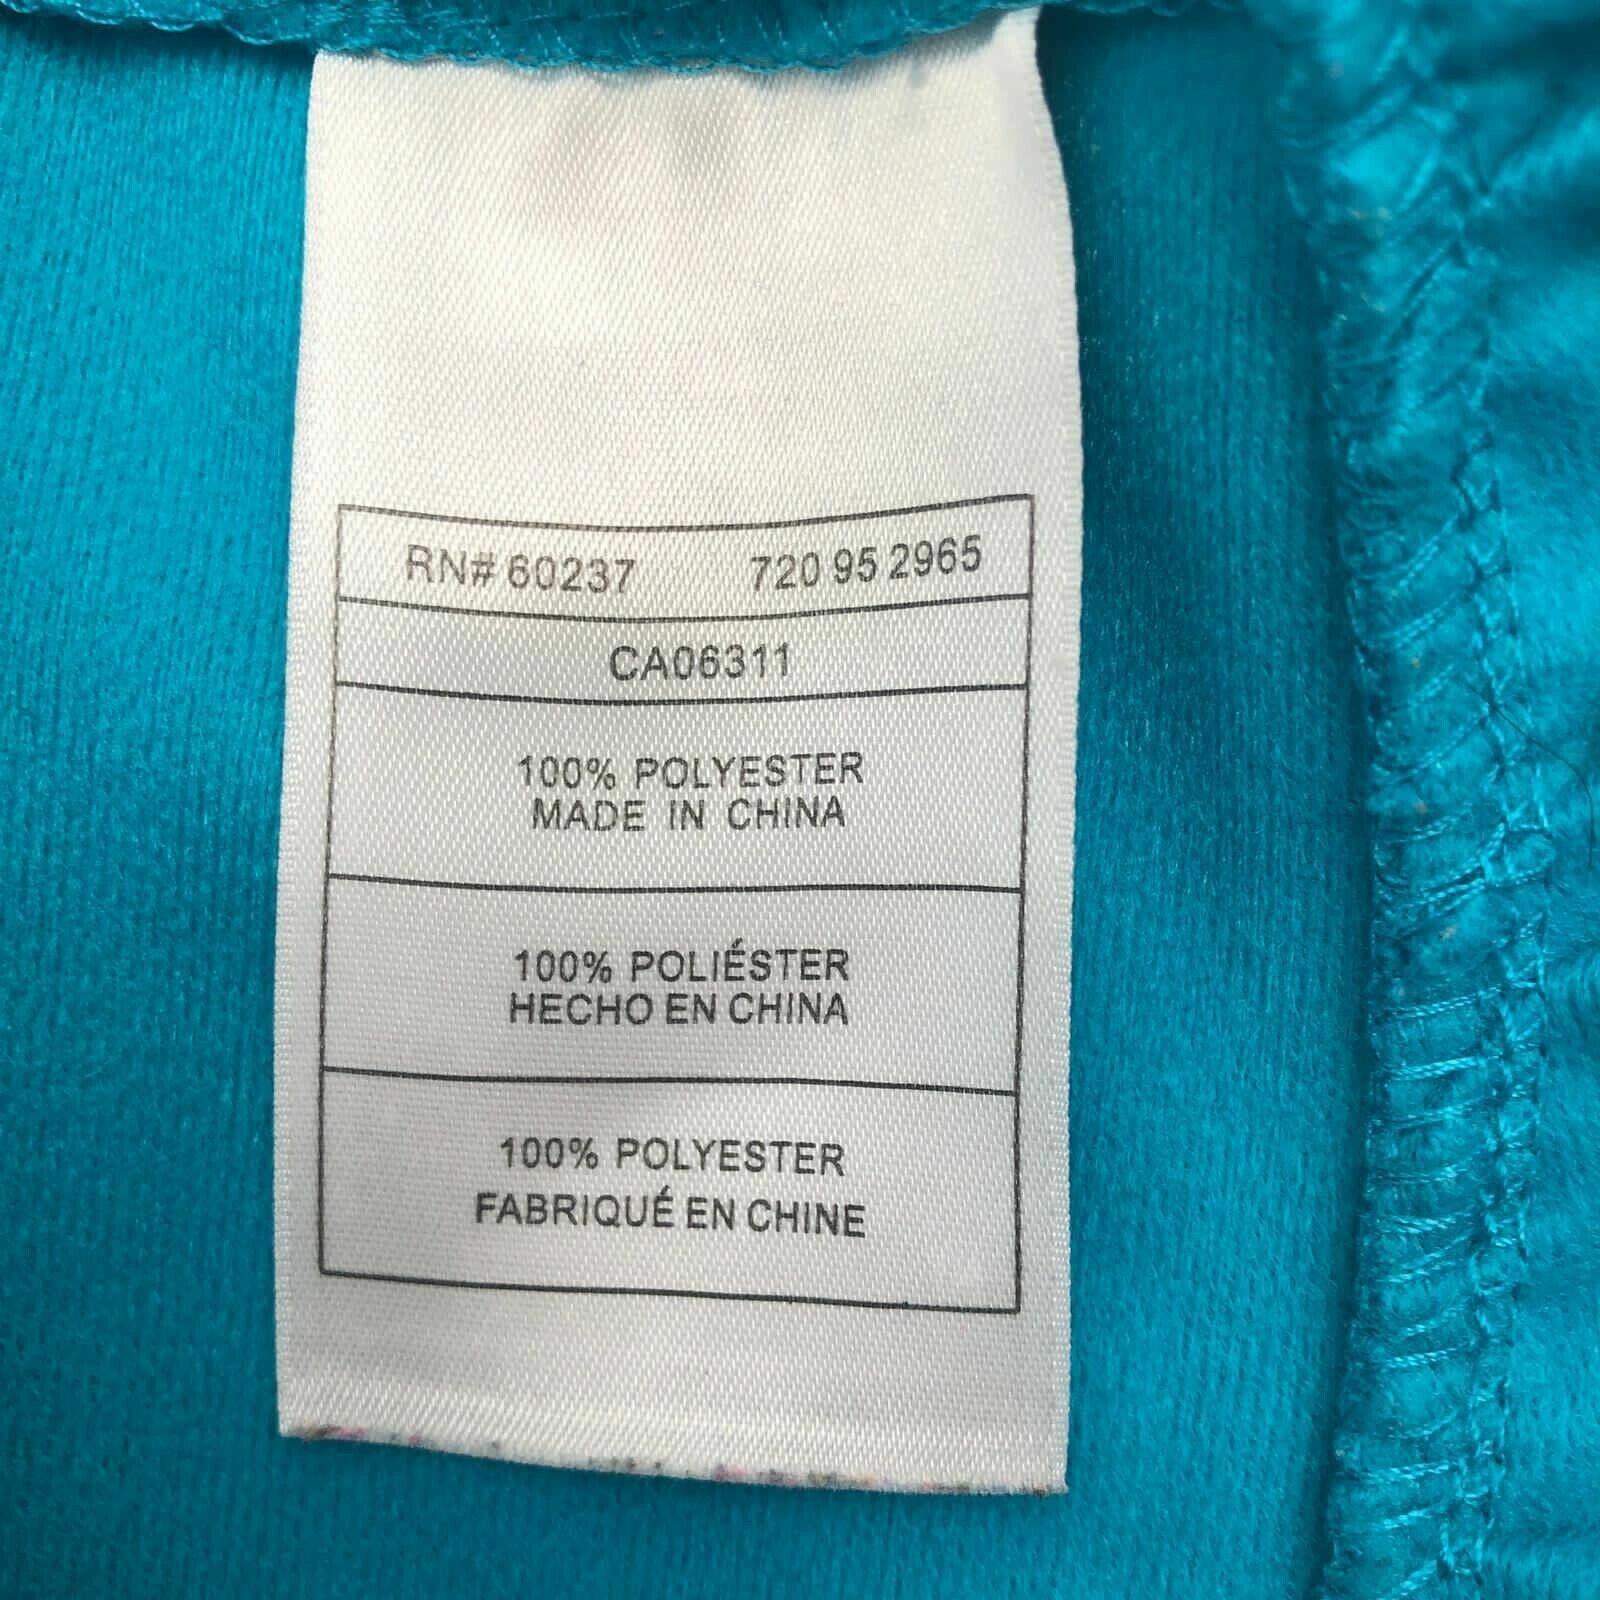 RN# 60237 720 95 2965
CA06311
100% POLYESTER
MADE IN CHINA
100% POLIÉSTER
HECHO EN CHINA
100% POLYESTER
FABRIQUÉ EN CHINE